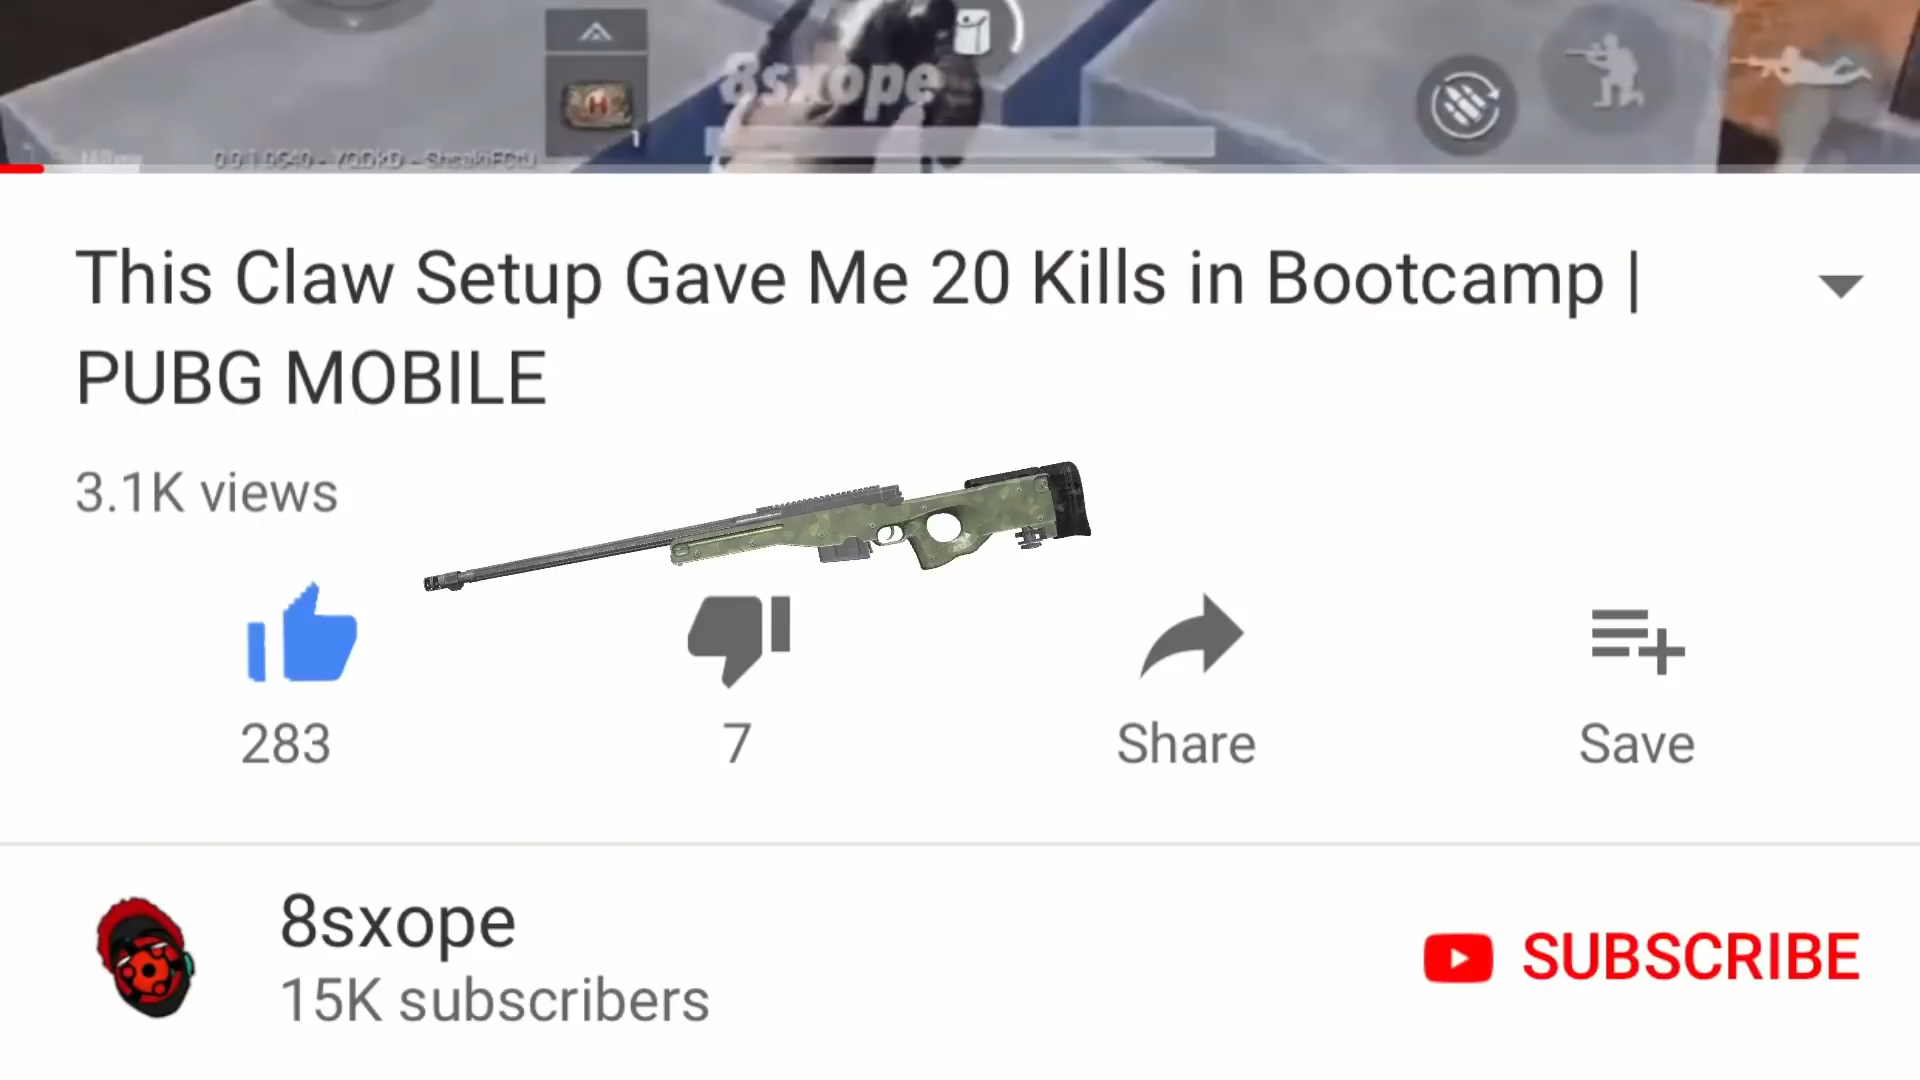 8sxope
1
This Claw Setup Gave Me 20 Kills in Bootcamp |
PUBG MOBILE
3.1K views
283
7
Share
Save
8sxope
15K subscribers
SUBSCRIBE